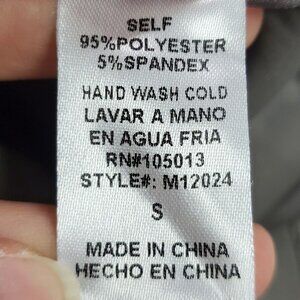 SELF
95%POLYESTER
5%SPANDEX
HAND WASH COLD
LAVAR A MANO
EN AGUA FRIA
RN#105013
STYLE#: M12024
S
MADE IN CHINA
HECHO EN CHINA